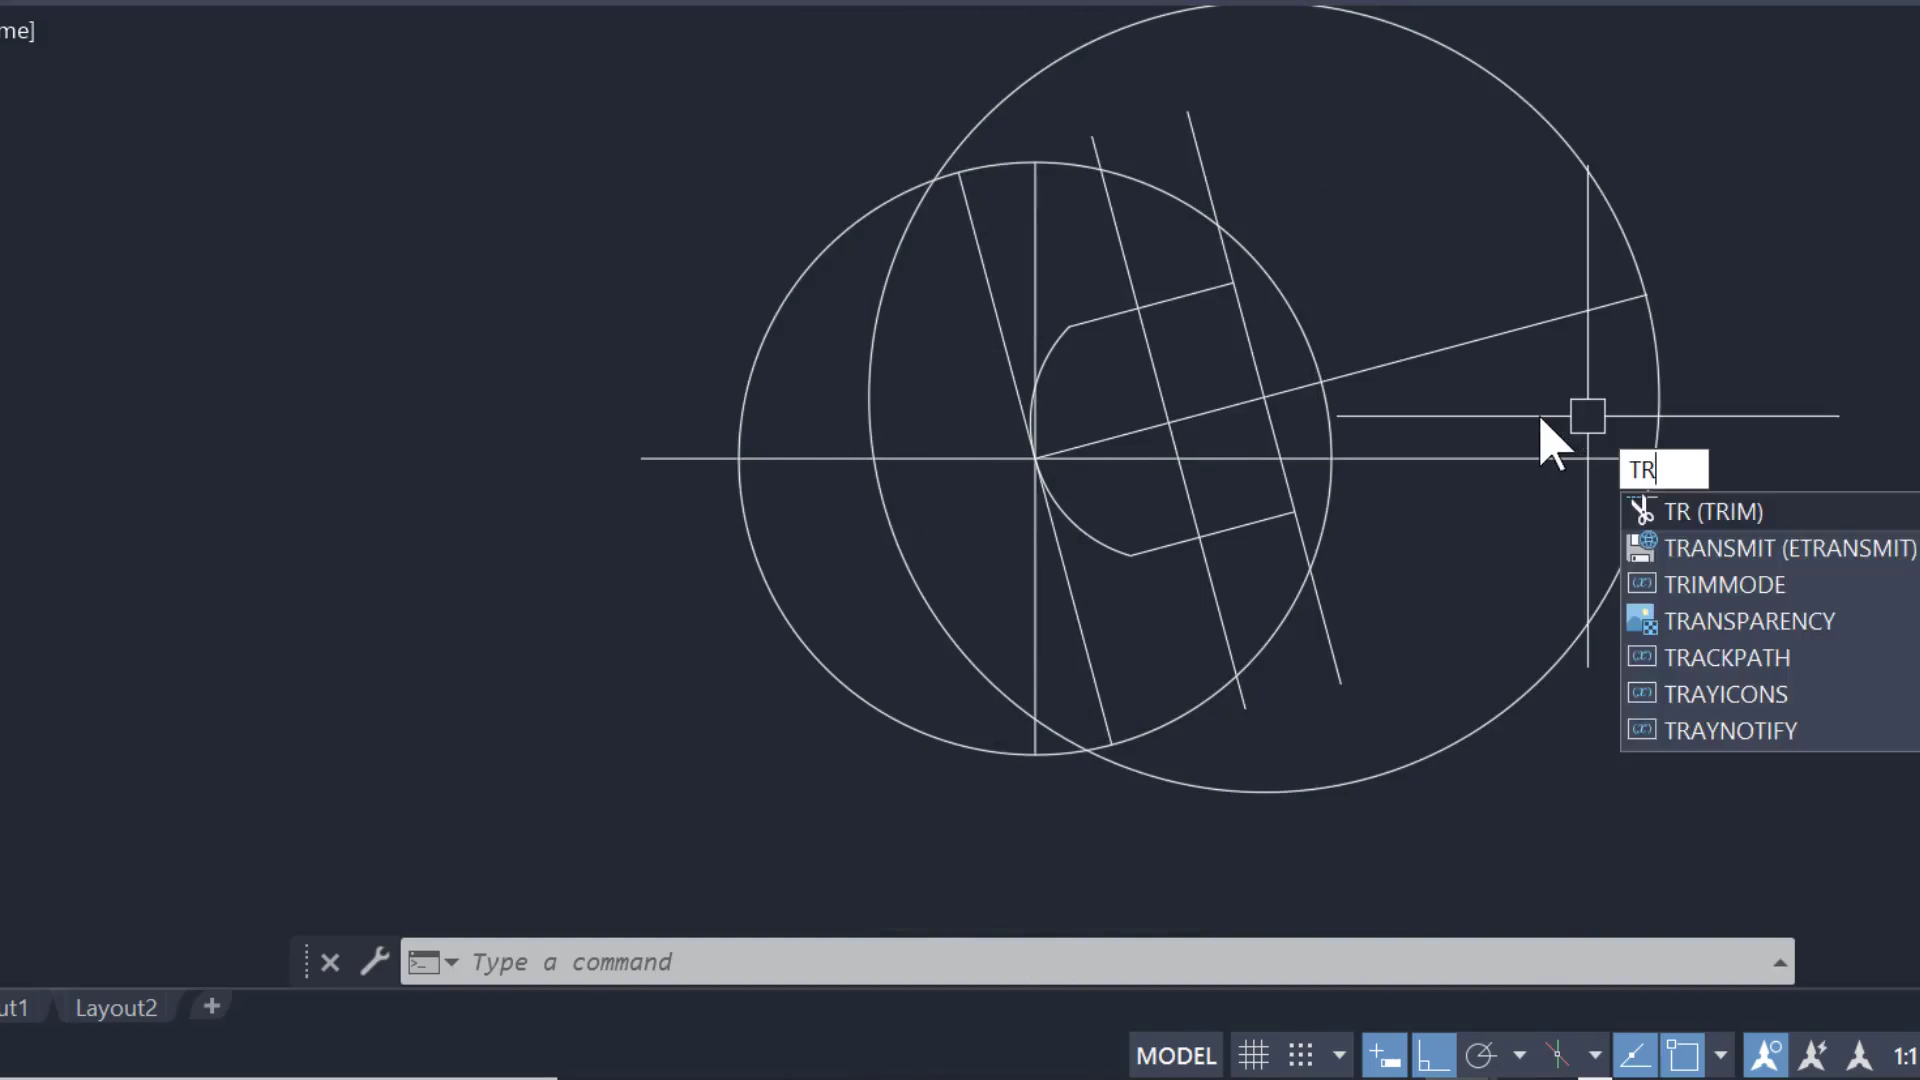 me]
TR
TR (TRIM)
TRANSMIT (ETRANSMIT)
TRIMMODE
TRANSPARENCY
TRACKPATH
TRAYICONS
TRAYNOTIFY
Type a command
ut1
Layout2
MODEL
1:1